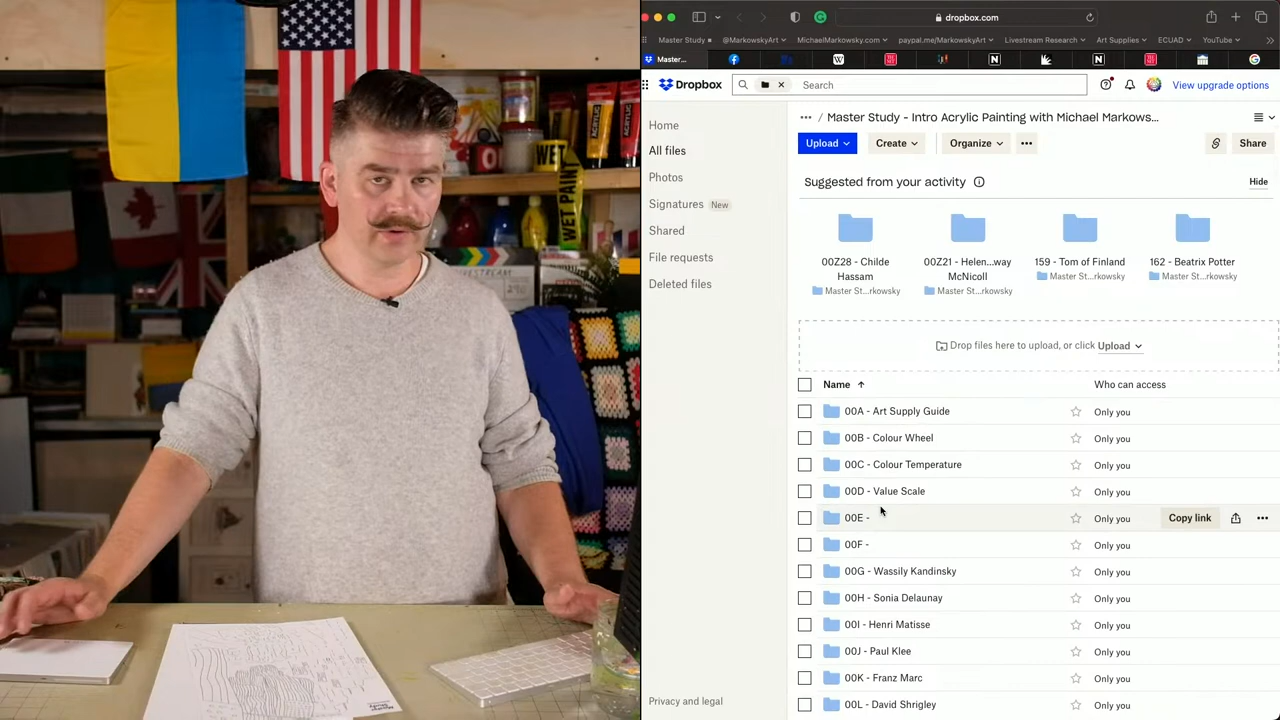 WET
WET PAINT
ACRYLIC
ACRYLIC
LIVESTREAM
dropbox.com
Master Study
@MarkowskyArt
MichaelMarkowsky.com
paypal.me/MarkowskyArt
Livestream Research
Art Supplies
ECUAD
YouTube
Master...
Dropbox
Search
View upgrade options
Home
All files
Photos
Signatures New
Shared
File requests
Deleted files
Privacy and legal
... / Master Study - Intro Acrylic Painting with Michael Markows...
Upload
Create
Organize
Share
Suggested from your activity
Hide
00Z28 - Childe
Hassam
Master St...rkowsky
00Z21 - Helen...way
McNicoll
Master St...rkowsky
159 - Tom of Finland
Master St...rkowsky
162 - Beatrix Potter
Master St...rkowsky
Drop files here to upload, or click Upload
Name Who can access
00A - Art Supply Guide Only you
00B - Colour Wheel Only you
00C - Colour Temperature Only you
00D - Value Scale Only you
00E - Only you Copy link
00F - Only you
00G - Wassily Kandinsky Only you
00H - Sonia Delaunay Only you
00I - Henri Matisse Only you
00J - Paul Klee Only you
00K - Franz Marc Only you
00L - David Shrigley Only you